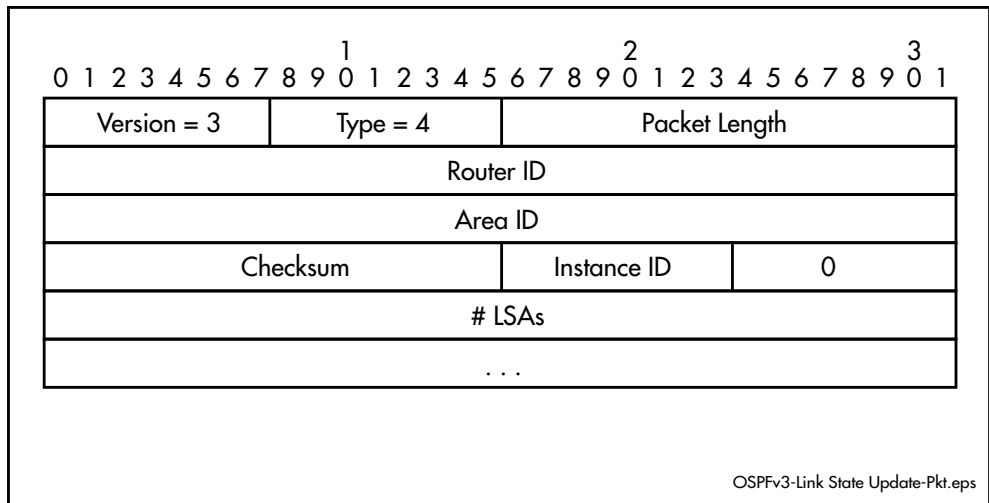 1 2 3
0 1 2 3 4 5 6 7 8 9 0 1 2 3 4 5 6 7 8 9 0 1 2 3 4 5 6 7 8 9 0 1
Version = 3 Type = 4 Packet Length
Router ID
Area ID
Checksum Instance ID 0
# LSAs
. . .
OSPFv3-Link State Update-Pkt.eps